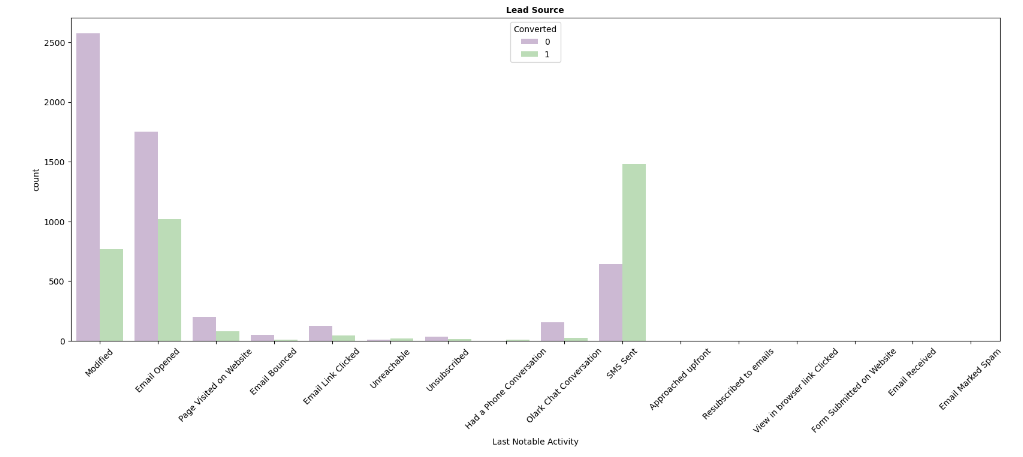 Lead Source
Converted
0
1
2500
2000
1500
1000
500
0
count
Modified
Email Opened
Page Visited on Website
Email Bounced
Email Link Clicked
Unreachable
Unsubscribed
Had a Phone Conversation
Olark Chat Conversation
SMS Sent
Approached upfront
Resubscribed to emails
View in browser link Clicked
Form Submitted on Website
Email Received
Email Marked Spam
Last Notable Activity